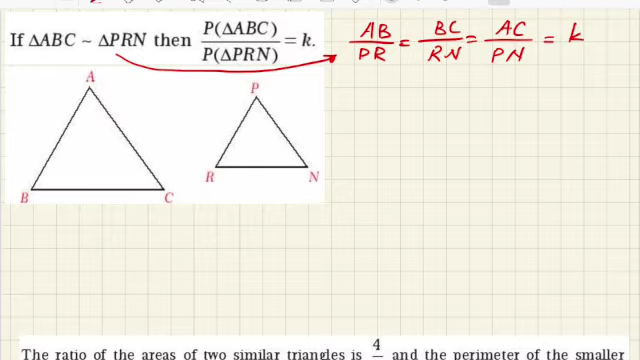 If ΔABC ~ ΔPRN then P(ΔABC)/P(ΔPRN) = k.
AB/PR = BC/RN = AC/PN = k
A
P
R N
B C
The ratio of the areas of two similar triangles is 4 and the perimeter of the smaller